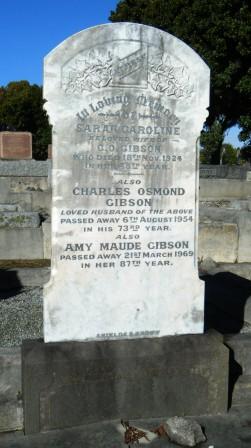 In Loving Memory
OF
SARAH CAROLINE
BELOVED WIFE OF
C.O. GIBSON
WHO DIED 18TH NOV. 1924
IN HER YEAR.
ALSO
CHARLES OSMOND
GIBSON
LOVED HUSBAND OF THE ABOVE
PASSED AWAY 6TH AUGUST 1954
IN HIS 73RD YEAR.
ALSO
AMY MAUDE GIBSON
PASSED AWAY 21ST MARCH 1969
IN HER 87TH YEAR.